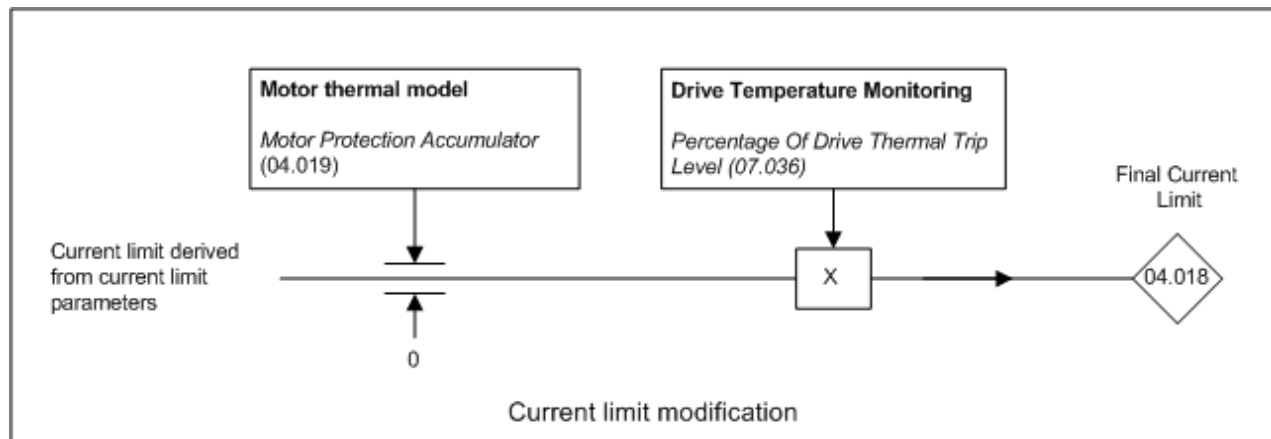 Motor thermal model
Motor Protection Accumulator
(04.019)
Drive Temperature Monitoring
Percentage Of Drive Thermal Trip
Level (07.036)
Final Current
Limit
Current limit derived
from current limit
parameters
X
04.018
0
Current limit modification